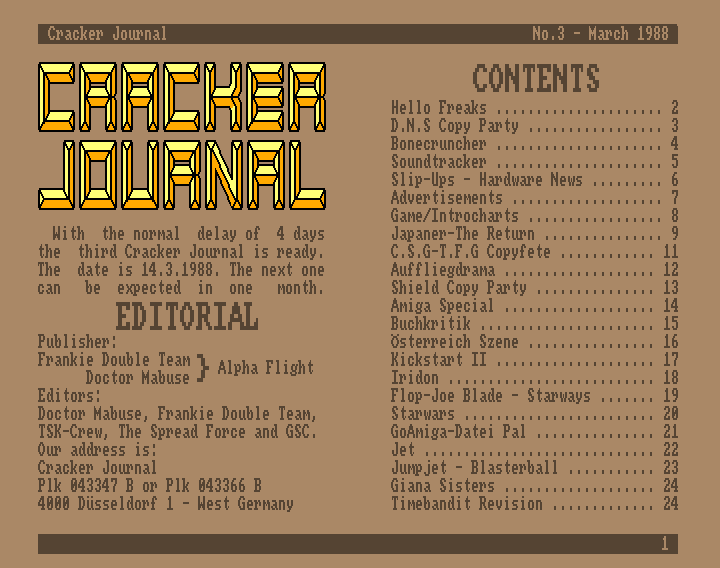 Cracker Journal
No.3 - March 1988
CRACKER
JOURNAL
With the normal delay of 4 days
the third Cracker Journal is ready.
The date is 14.3.1988. The next one
can be expected in one month.
EDITORIAL
Publisher:
Frankie Double Team
Doctor Mabuse
} Alpha Flight
Editors:
Doctor Mabuse, Frankie Double Team,
TSK-Crew, The Spread Force and GSC.
Our address is:
Cracker Journal
Plk 043347 B or Plk 043366 B
4000 Düsseldorf 1 - West Germany
CONTENTS
Hello Freaks ..................... 2
D.N.S Copy Party ................. 3
Bonecruncher ..................... 4
Soundtracker ..................... 5
Slip-Ups - Hardware News ......... 6
Advertisements ................... 7
Game/Introcharts ................. 8
Japaner-The Return ............... 9
C.S.G-T.F.G Copyfete ............ 11
Auffliegdrama ................... 12
Shield Copy Party ............... 13
Amiga Special ................... 14
Buchkritik ...................... 15
Österreich Szene ................ 16
Kickstart II .................... 17
Iridon .......................... 18
Flop-Joe Blade - Starways ....... 19
Starwars ........................ 20
GoAmiga-Datei Pal ............... 21
Jet ............................. 22
Jumpjet - Blasterball ........... 23
Giana Sisters ................... 24
Timebandit Revision ............. 24
1